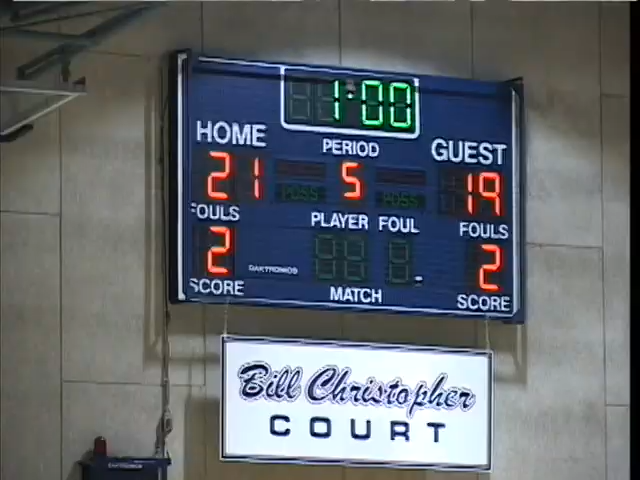 1:00
HOME PERIOD GUEST
21 1 5 19
POSS POSS
FOULS PLAYER FOUL FOULS
2 2
DAKTRONICS
SCORE MATCH SCORE
Bill Christopher
COURT